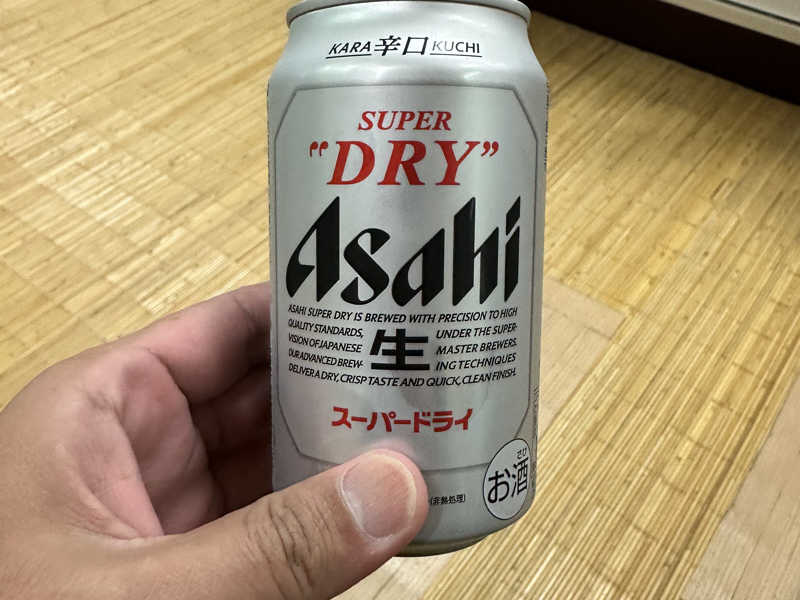 KARA 辛口 KUCHI
SUPER
"DRY"
Asahi
ASAHI SUPER DRY IS BREWED WITH PRECISION TO HIGH
QUALITY STANDARDS, UNDER THE SUPER-
VISION OF JAPANESE 生 MASTER BREWERS.
OUR ADVANCED BREW- ING TECHNIQUES
DELIVER A DRY, CRISP TASTE AND QUICK, CLEAN FINISH.
スーパードライ
さけ
お酒
(非熱処理)